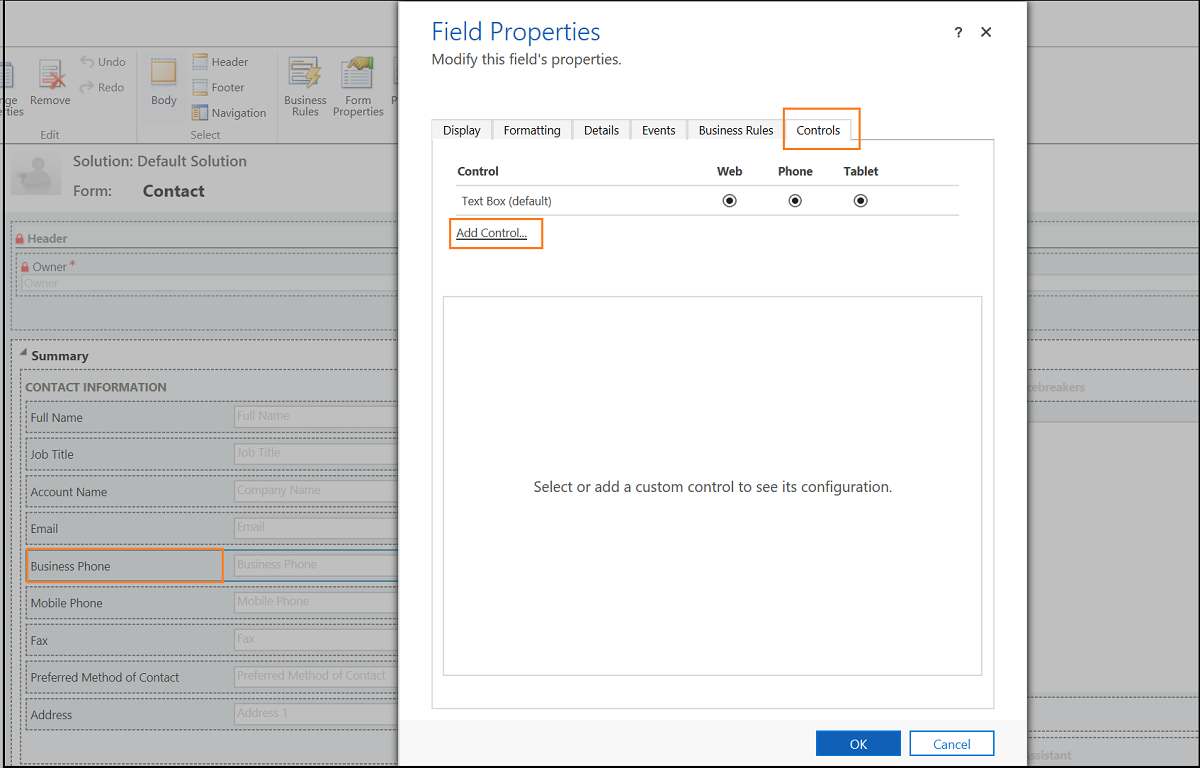 Field Properties
?
Modify this field's properties.
Undo
Header
Redo
Footer
Remove
Body
Navigation
Business
Rules
Form
Properties
Edit
Select
Solution: Default Solution
Form: Contact
Display Formatting Details Events Business Rules Controls
Control Web Phone Tablet
Text Box (default)
Add Control...
Header
Owner *
Owner
Summary
CONTACT INFORMATION
Full Name Full Name
Job Title Job Title
Account Name Company Name
Email Email
Business Phone Business Phone
Mobile Phone Mobile Phone
Fax Fax
Preferred Method of Contact Preferred Method of Contact
Address Address 1
Select or add a custom control to see its configuration.
OK Cancel